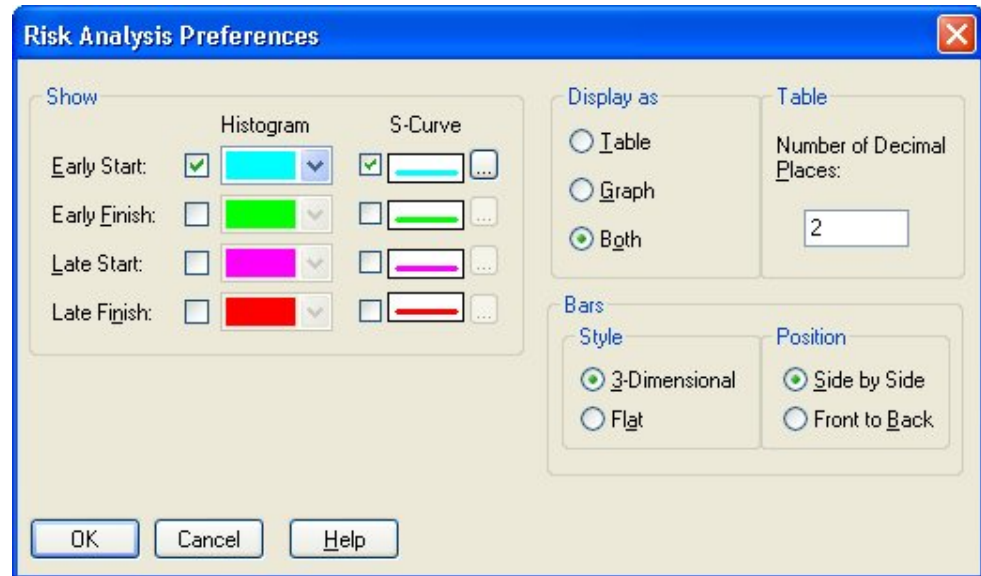 Risk Analysis Preferences
Show
Histogram S-Curve
Early Start:
...
Early Finish:
...
Late Start:
...
Late Finish:
...
Display as
Table
Graph
Both
Table
Number of Decimal
Places:
2
Bars
Style
3-Dimensional
Flat
Position
Side by Side
Front to Back
OK Cancel Help